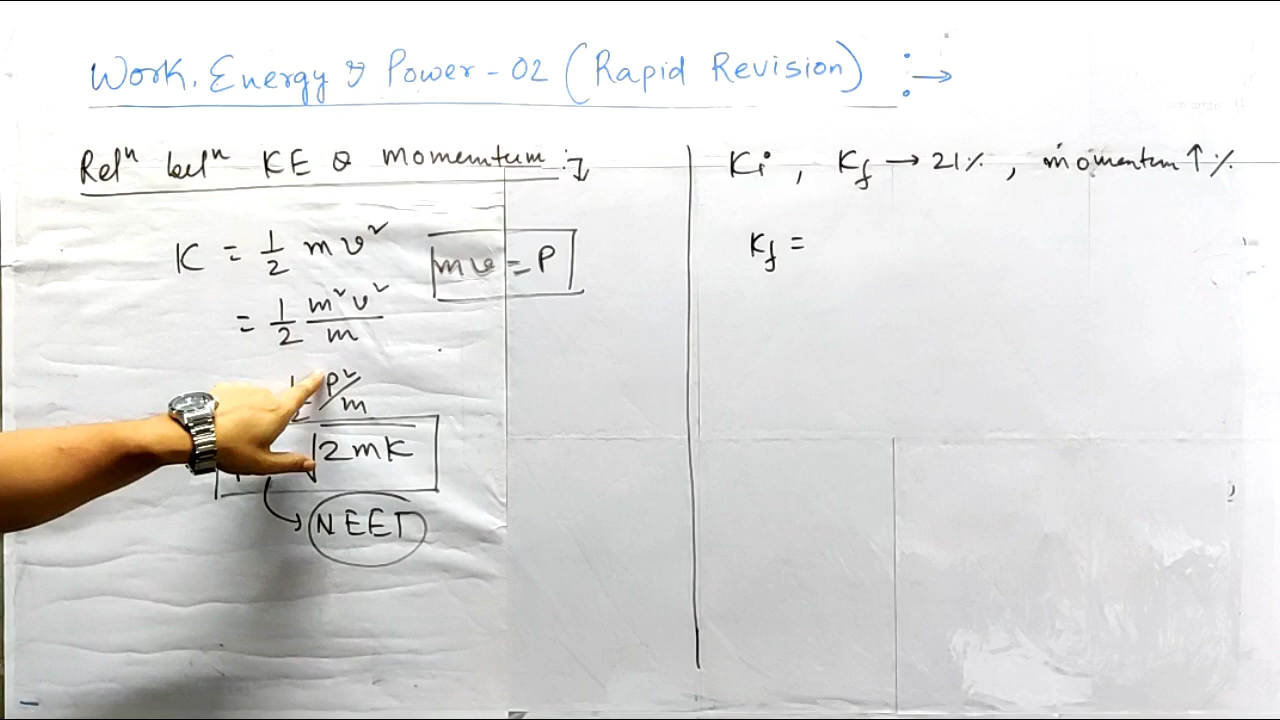 Work, Energy & Power - 02 (Rapid Revision) :→
Relⁿ betⁿ KE & momentum :↴
K = 1/2 mv²
mv = P
= 1/2 m²v²/m
P²/m
√2mK
NEET
Ki , Kf → 21% , momentum ↑ %
Kf =